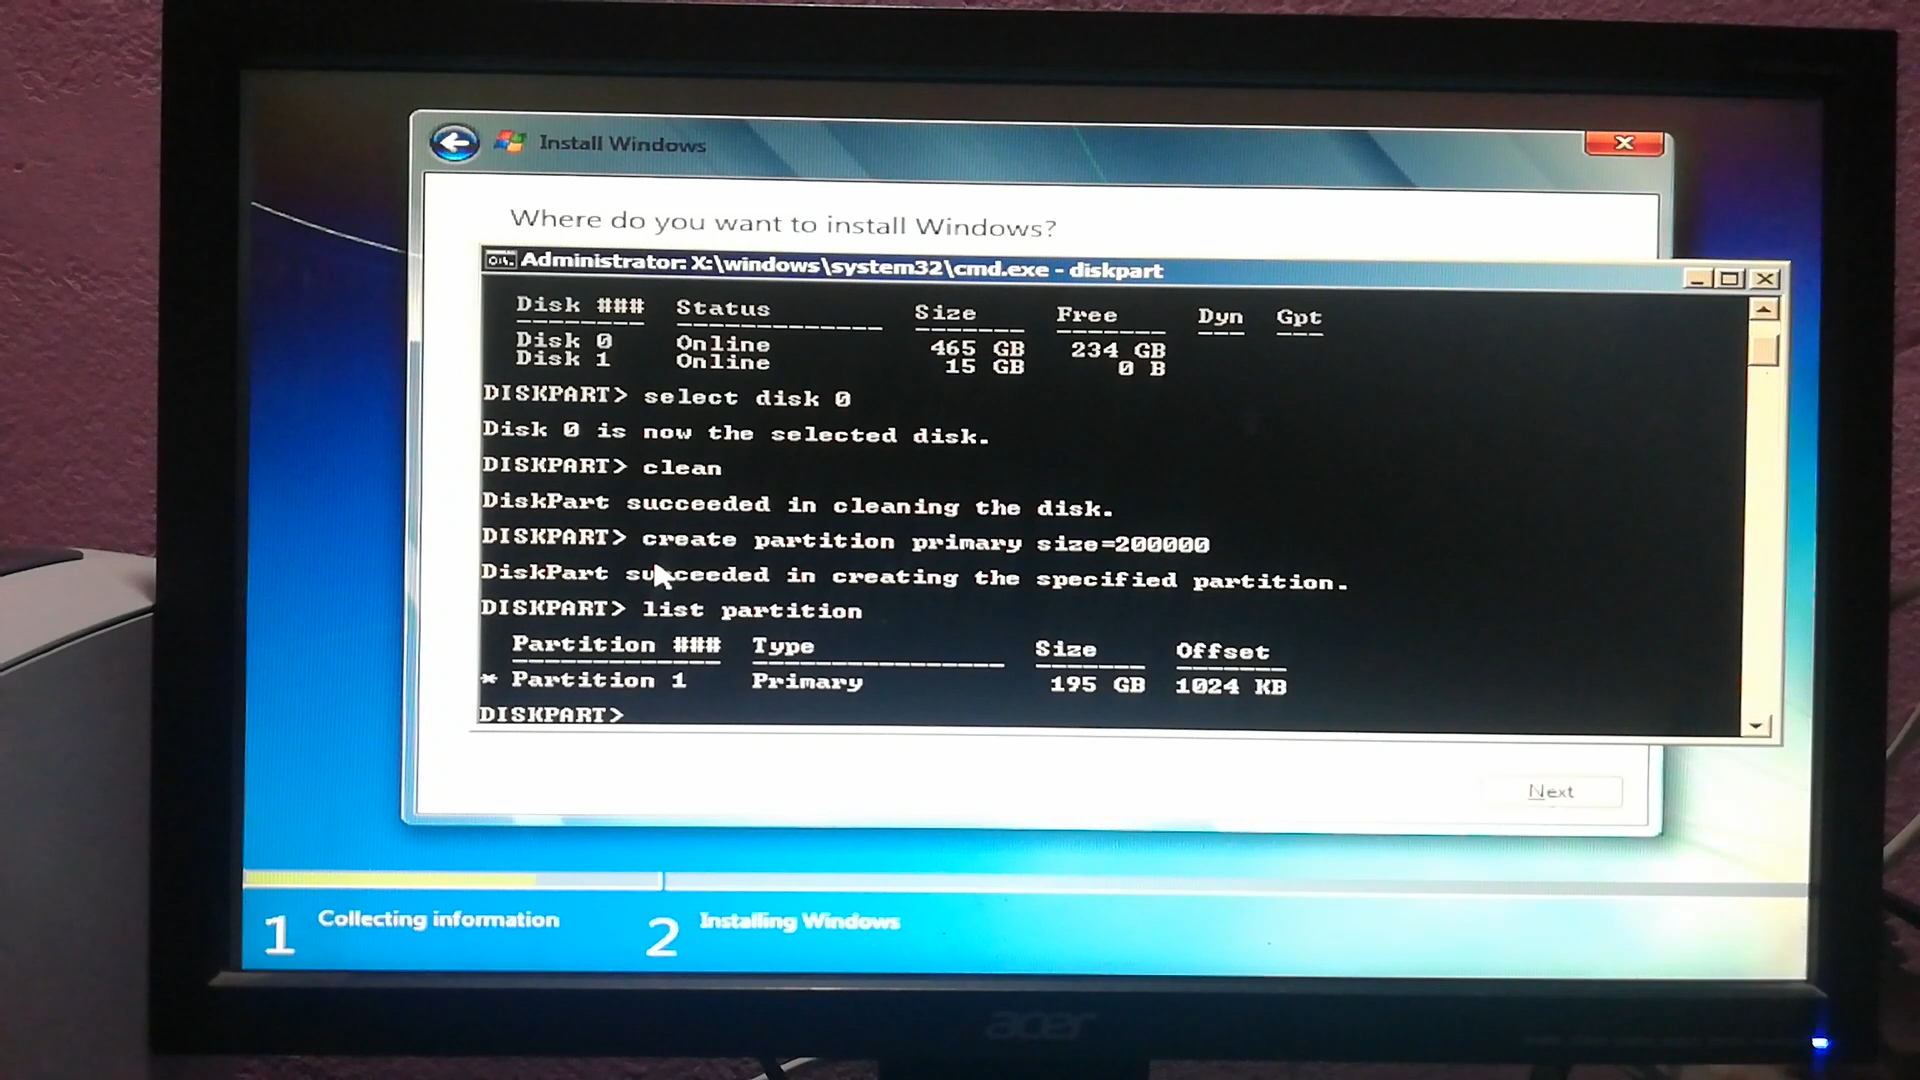 Install Windows
Where do you want to install Windows?
Administrator: X:\windows\system32\cmd.exe - diskpart
Disk ### Status Size Free Dyn Gpt
Disk 0 Online 465 GB 234 GB
Disk 1 Online 15 GB 0 B
DISKPART> select disk 0
Disk 0 is now the selected disk.
DISKPART> clean
DiskPart succeeded in cleaning the disk.
DISKPART> create partition primary size=200000
DiskPart succeeded in creating the specified partition.
DISKPART> list partition
Partition ### Type Size Offset
* Partition 1 Primary 195 GB 1024 KB
DISKPART>
Next
1 Collecting information 2 Installing Windows
acer